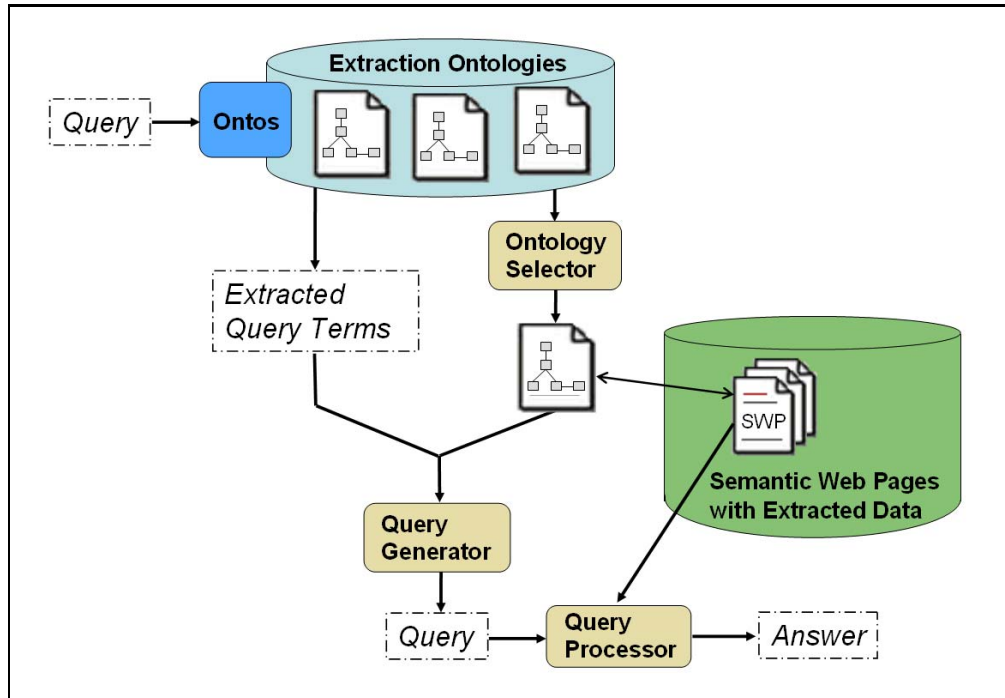 Extraction Ontologies
Query
Ontos
Ontology
Selector
Extracted
Query Terms
SWP
Semantic Web Pages
with Extracted Data
Query
Generator
Query
Query
Processor
Answer